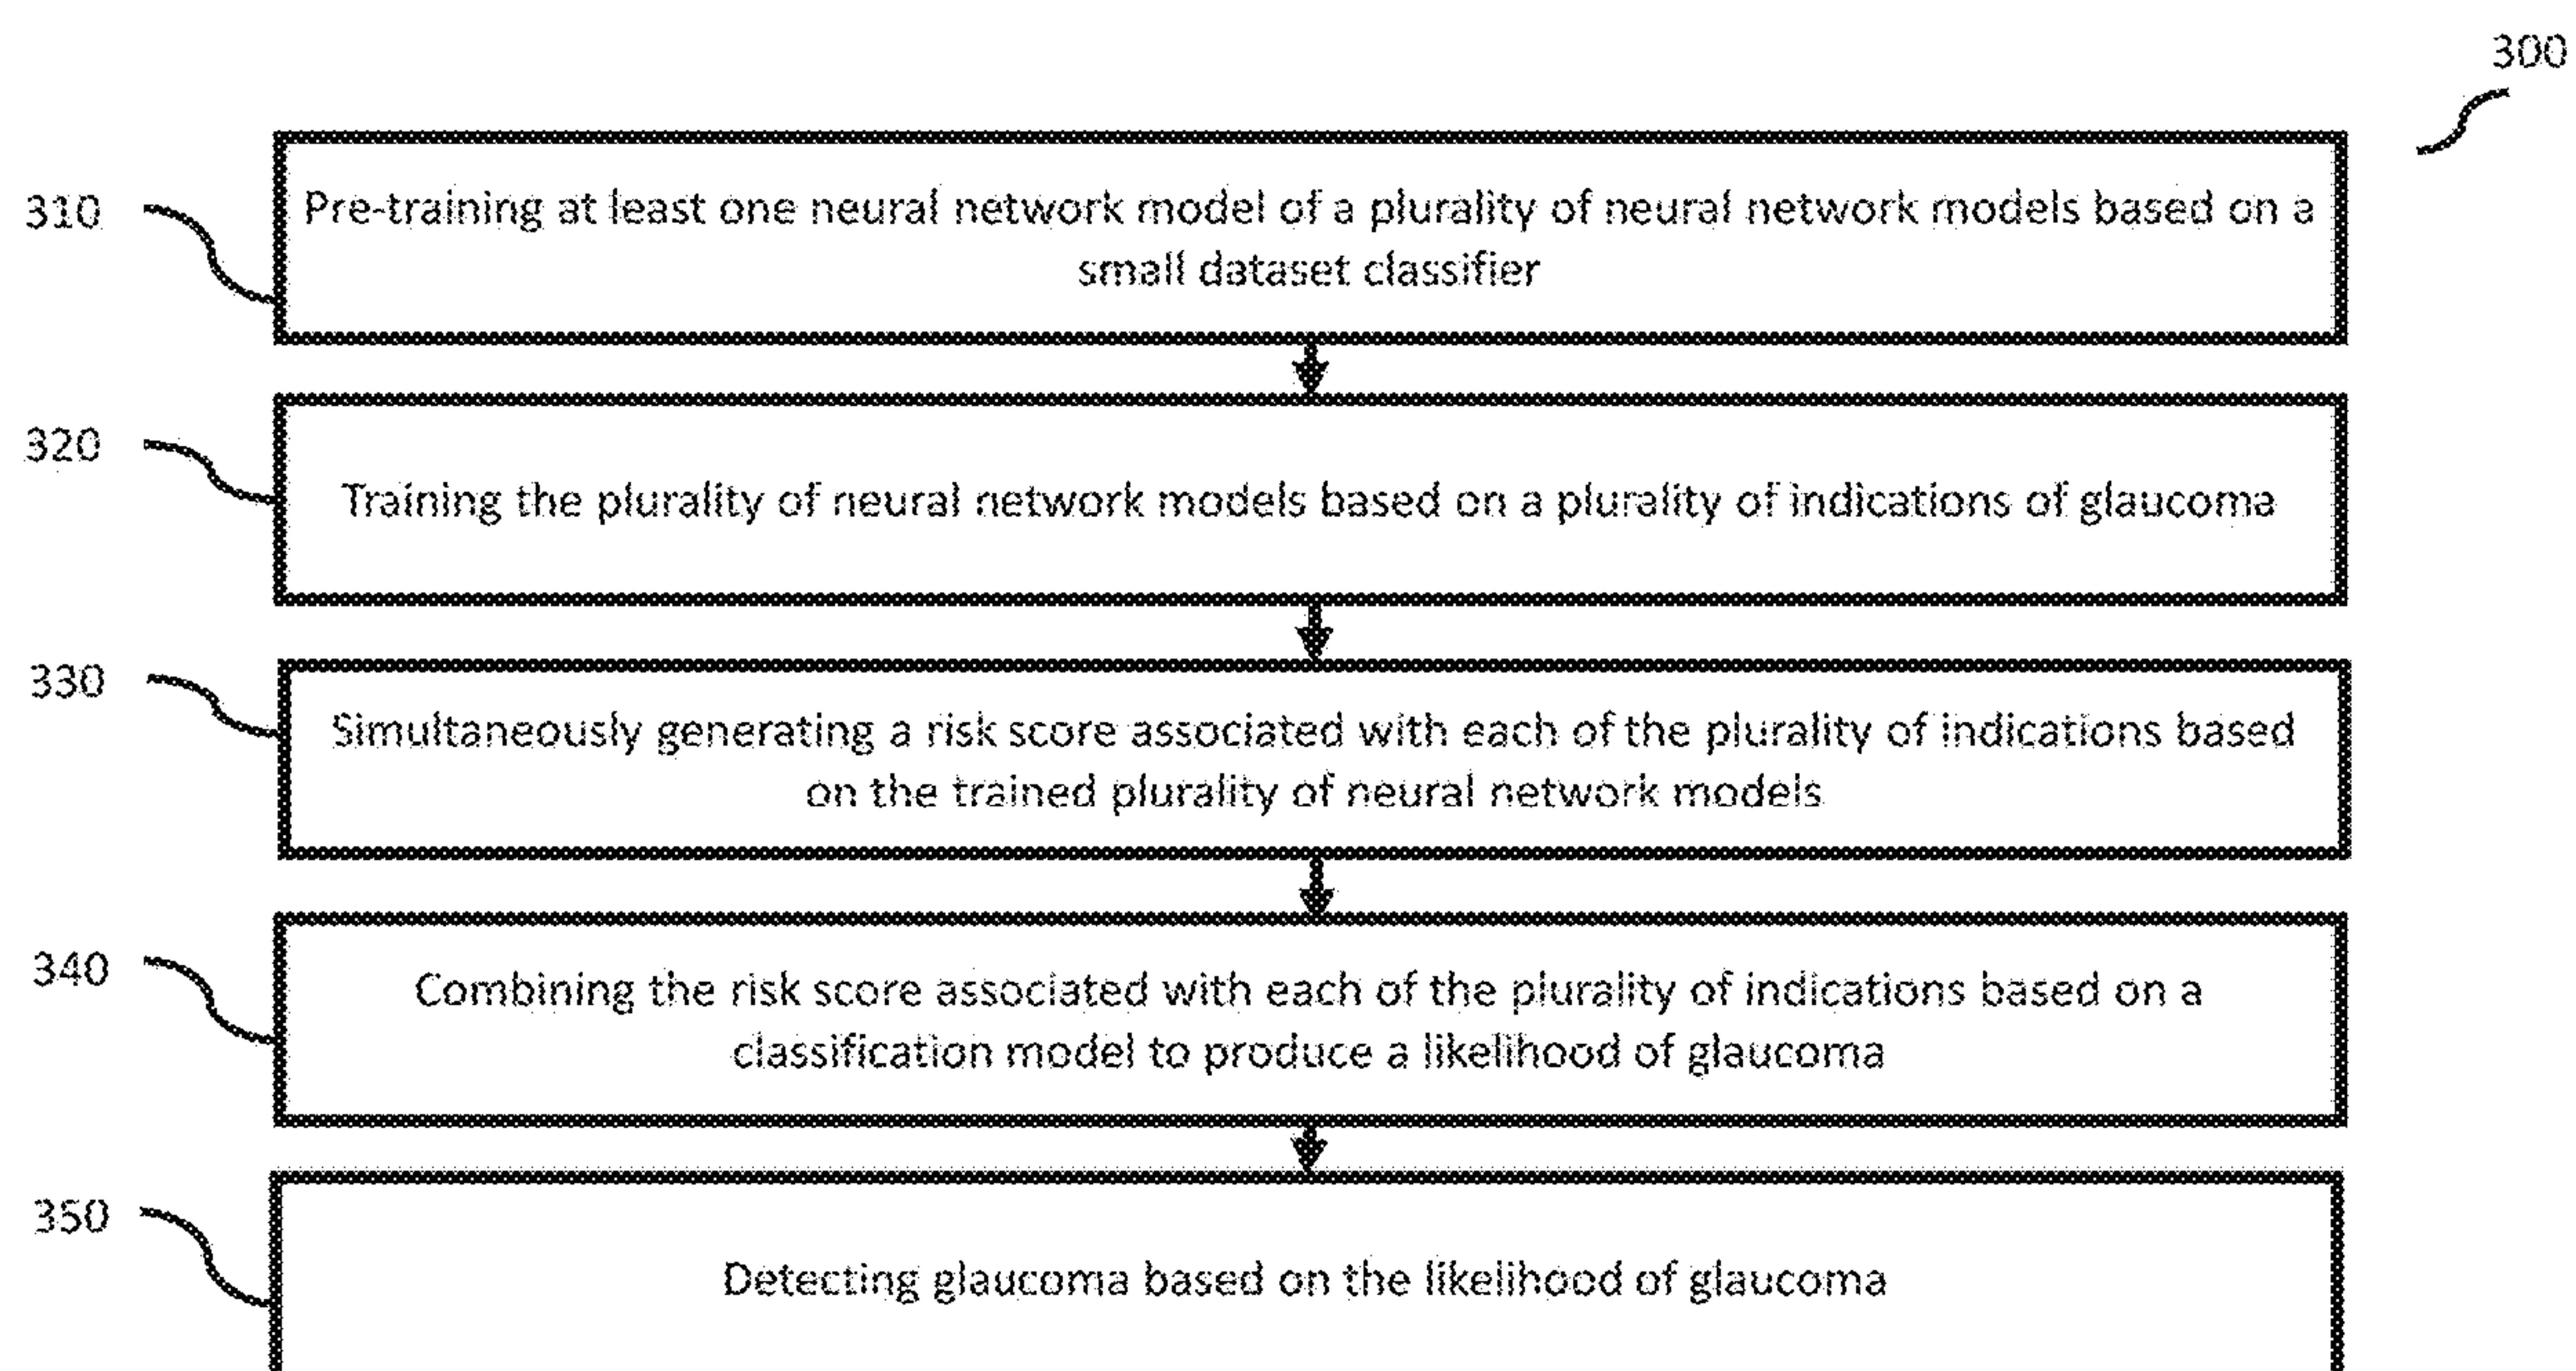 300
310
Pre-training at least one neural network model of a plurality of neural network models based on a
small dataset classifier
320
Training the plurality of neural network models based on a plurality of indications of glaucoma
330
Simultaneously generating a risk score associated with each of the plurality of indications based
on the trained plurality of neural network models
340
Combining the risk score associated with each of the plurality of indications based on a
classification model to produce a likelihood of glaucoma
350
Detecting glaucoma based on the likelihood of glaucoma